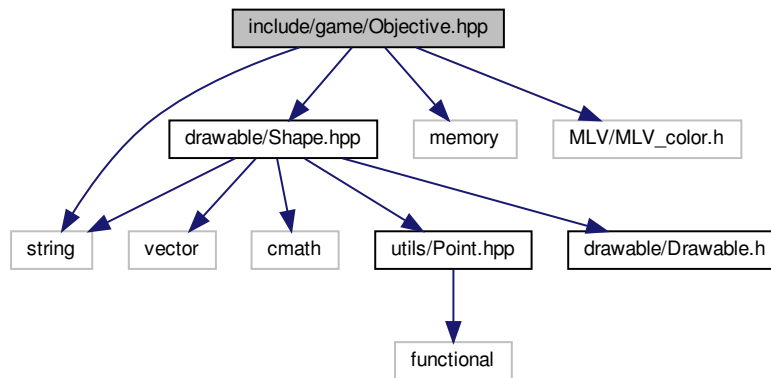 include/game/Objective.hpp
drawable/Shape.hpp
memory
MLV/MLV_color.h
string
vector
cmath
utils/Point.hpp
drawable/Drawable.h
functional